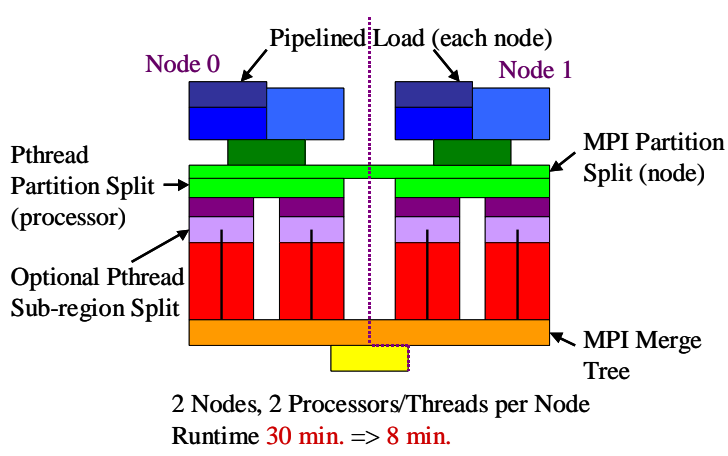 Pipelined Load (each node)
Node 0
Node 1
MPI Partition
Split (node)
Pthread
Partition Split
(processor)
Optional Pthread
Sub-region Split
MPI Merge
Tree
2 Nodes, 2 Processors/Threads per Node
Runtime 30 min. => 8 min.